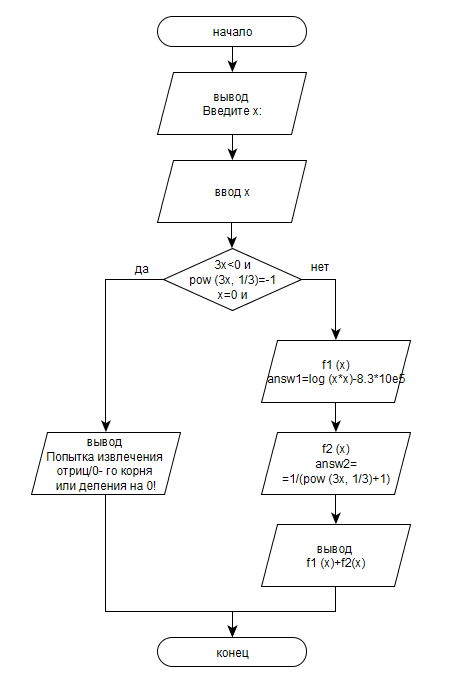 начало
вывод
Введите x:
ввод x
3x<0 и
pow (3x, 1/3)=-1
x=0 и
да
нет
f1 (x)
answ1=log (x*x)-8.3*10e5
вывод
Попытка извлечения
отриц/0- го корня
или деления на 0!
f2 (x)
answ2=
=1/(pow (3x, 1/3)+1)
вывод
f1 (x)+f2(x)
конец